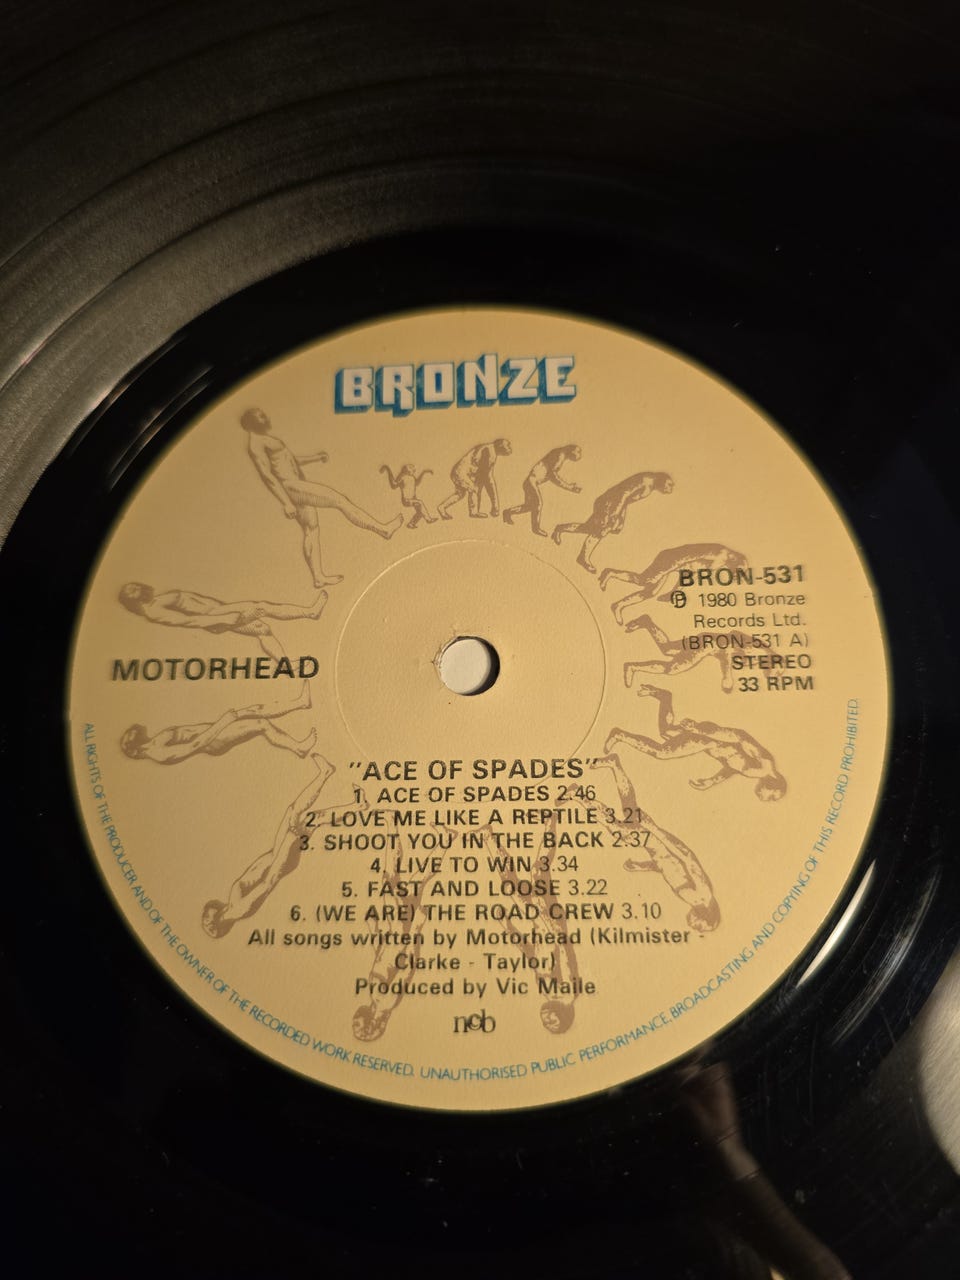 BRONZE
BRON-531
℗ 1980 Bronze
Records Ltd.
(BRON-531 A)
STEREO
33 RPM
MOTORHEAD
"ACE OF SPADES"
1. ACE OF SPADES 2.46
2. LOVE ME LIKE A REPTILE 3.21
3. SHOOT YOU IN THE BACK 2.37
4. LIVE TO WIN 3.34
5. FAST AND LOOSE 3.22
6. (WE ARE) THE ROAD CREW 3.10
All songs written by Motorhead (Kilmister -
Clarke - Taylor)
Produced by Vic Maile
ncb
ALL RIGHTS OF THE PRODUCER AND OF THE OWNER OF THE RECORDED WORK RESERVED. UNAUTHORISED PUBLIC PERFORMANCE, BROADCASTING AND COPYING OF THIS RECORD PROHIBITED.